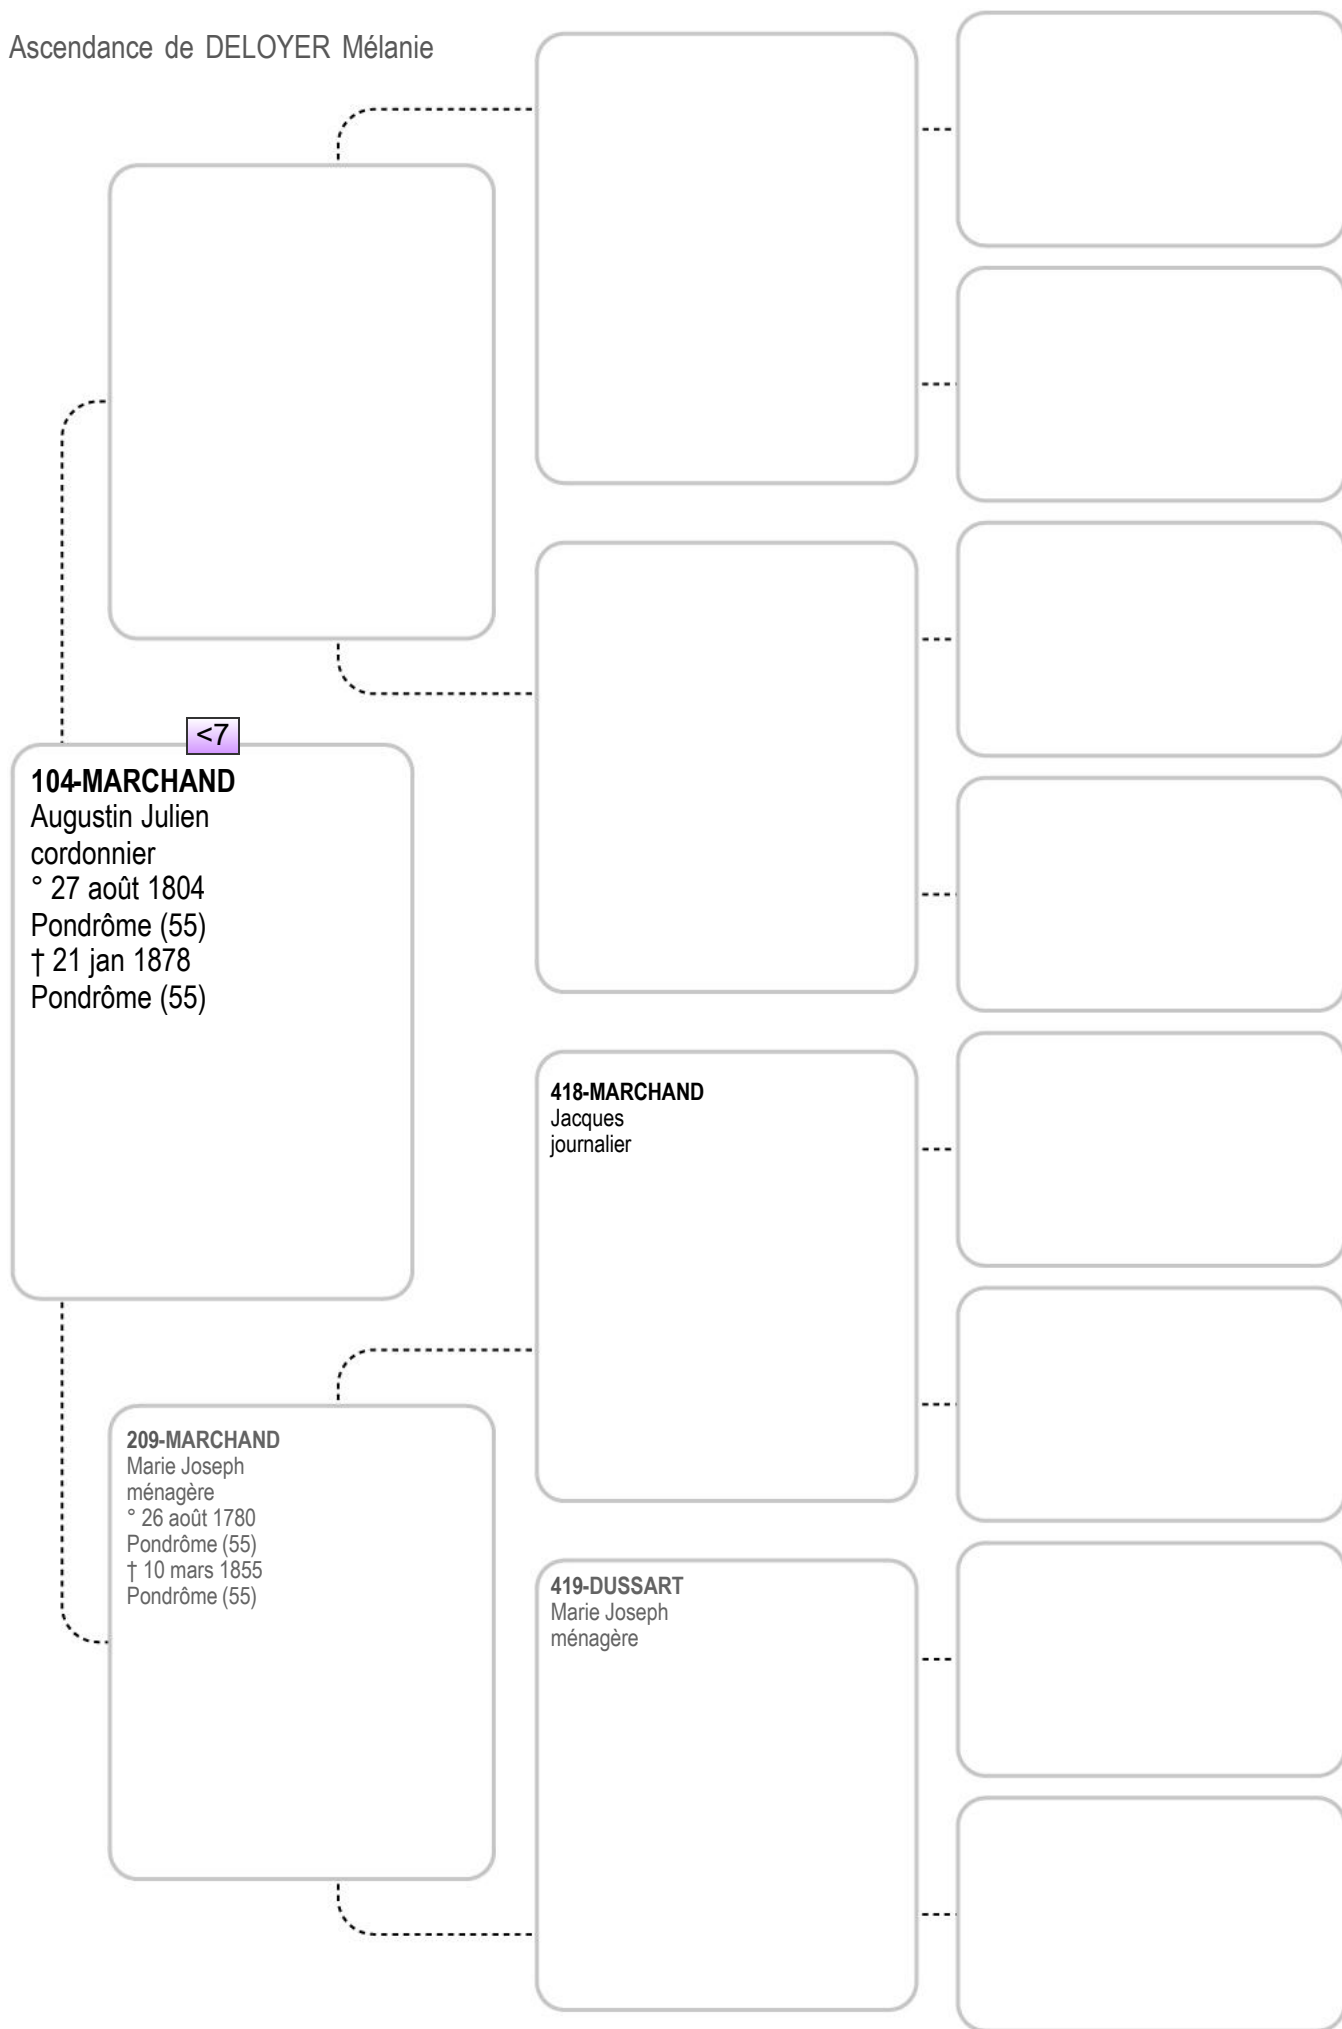 Ascendance de DELOYER Mélanie
<7
104-MARCHAND
Augustin Julien
cordonnier
° 27 août 1804
Pondrôme (55)
† 21 jan 1878
Pondrôme (55)
418-MARCHAND
Jacques
journalier
209-MARCHAND
Marie Joseph
ménagère
° 26 août 1780
Pondrôme (55)
† 10 mars 1855
Pondrôme (55)
419-DUSSART
Marie Joseph
ménagère